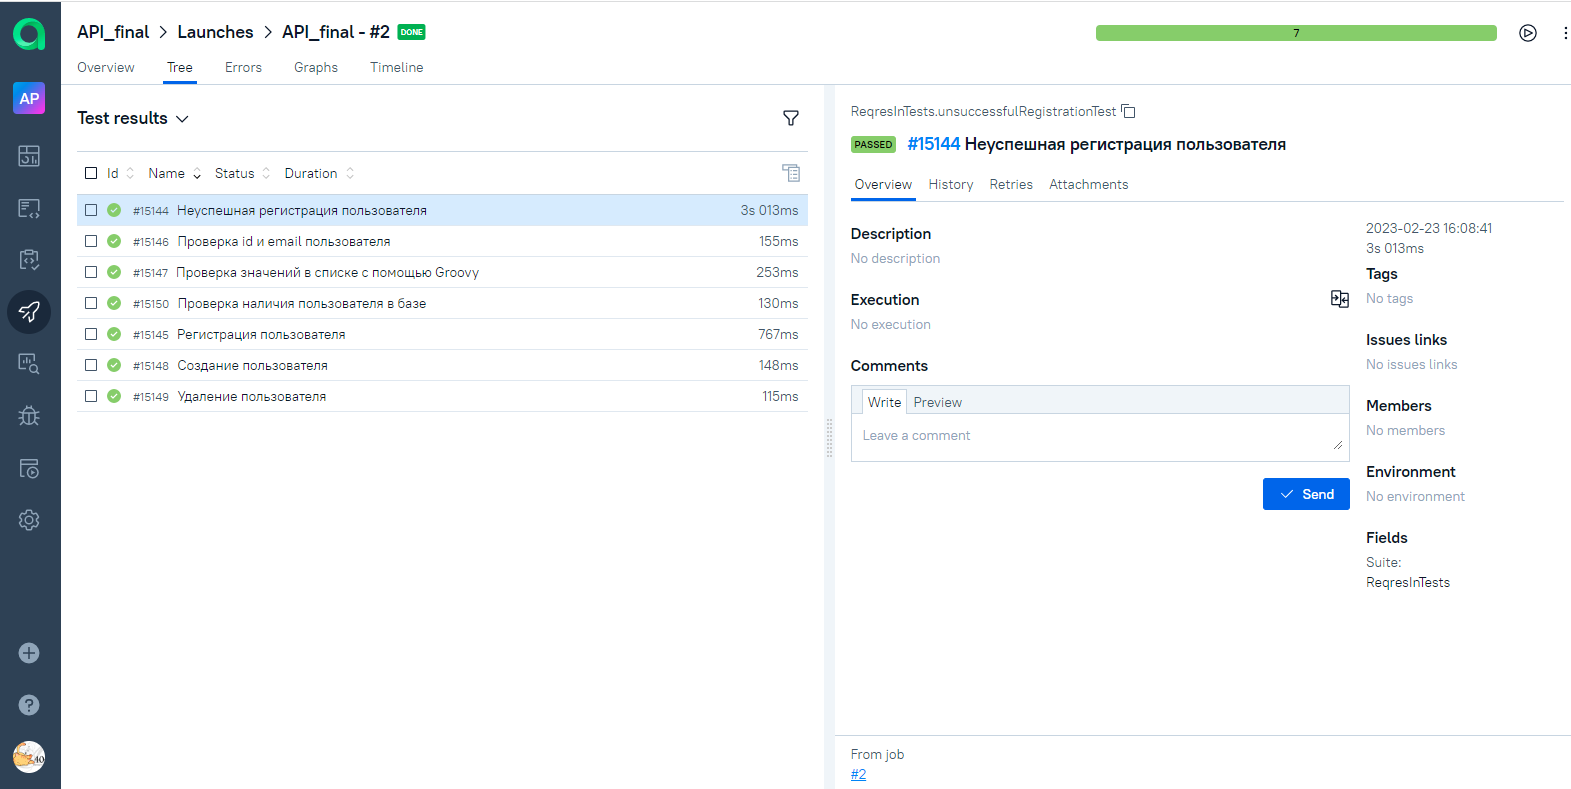 API_final > Launches > API_final - #2 DONE
7
Overview Tree Errors Graphs Timeline
AP
Test results
Id Name Status Duration
#15144 Неуспешная регистрация пользователя 3s 013ms
#15146 Проверка id и email пользователя 155ms
#15147 Проверка значений в списке с помощью Groovy 253ms
#15150 Проверка наличия пользователя в базе 130ms
#15145 Регистрация пользователя 767ms
#15148 Создание пользователя 148ms
#15149 Удаление пользователя 115ms
ReqresInTests.unsuccessfulRegistrationTest
PASSED #15144 Неуспешная регистрация пользователя
Overview History Retries Attachments
Description
No description
Execution
No execution
Comments
Write Preview
Leave a comment
Send
2023-02-23 16:08:41
3s 013ms
Tags
No tags
Issues links
No issues links
Members
No members
Environment
No environment
Fields
Suite:
ReqresInTests
From job
#2